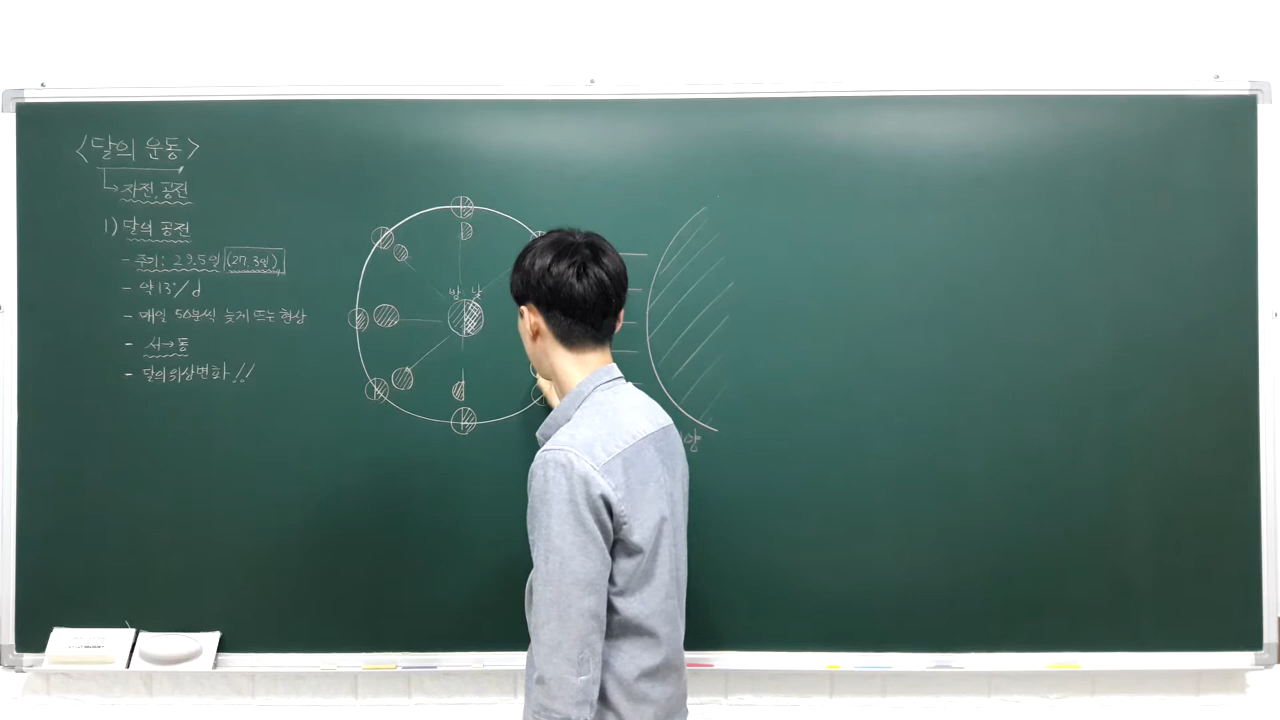 <달의 운동>
자전, 공전
1) 달의 공전
- 주기: 29.5일 (27.3일)
- 약 13°/d
- 매일 50분씩 늦게 뜨는 현상
- 서→동
- 달의 위상변화!!
밤 낮
양